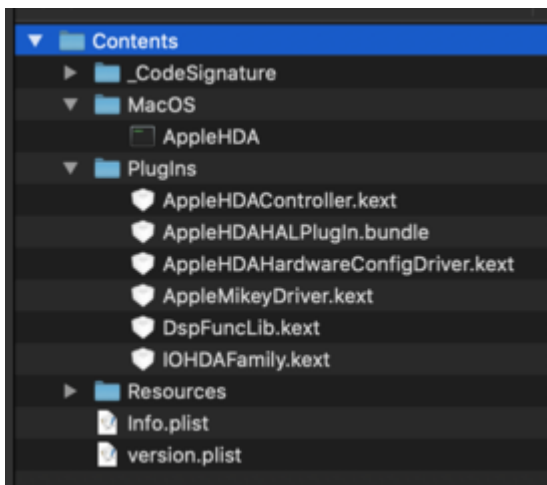 Contents
_CodeSignature
MacOS
AppleHDA
PlugIns
AppleHDAController.kext
AppleHDAHALPlugIn.bundle
AppleHDAHardwareConfigDriver.kext
AppleMikeyDriver.kext
DspFuncLib.kext
IOHDAFamily.kext
Resources
Info.plist
version.plist